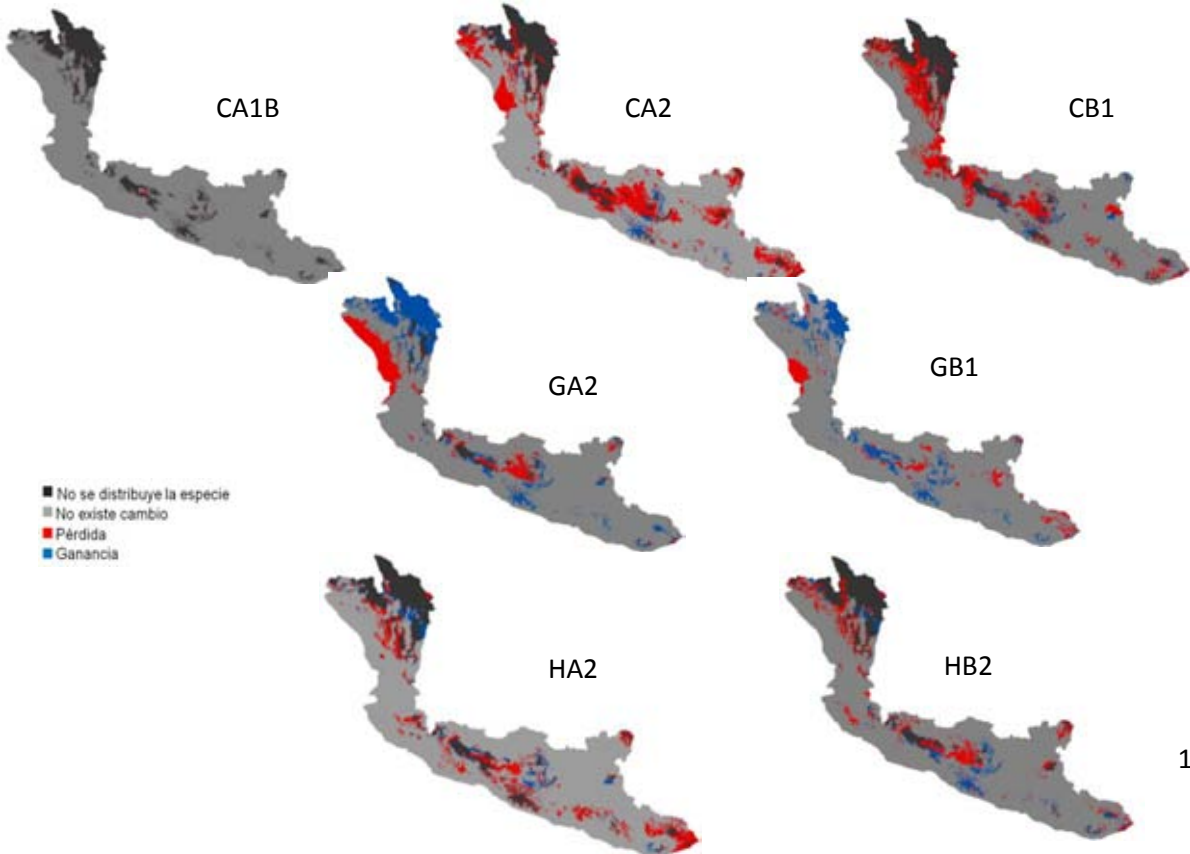 CA1B
CA2
CB1
GA2
GB1
No se distribuye la especie
No existe cambio
Pérdida
Ganancia
HA2
HB2
1